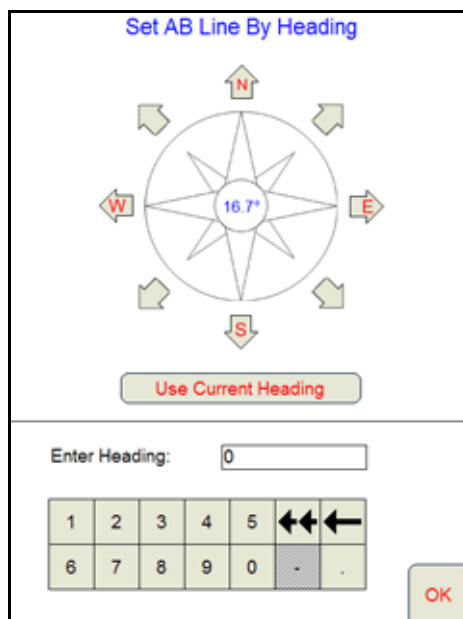 Set AB Line By Heading
N
W 16.7° E
S
Use Current Heading
Enter Heading: 0
1 2 3 4 5
6 7 8 9 0 - .
OK